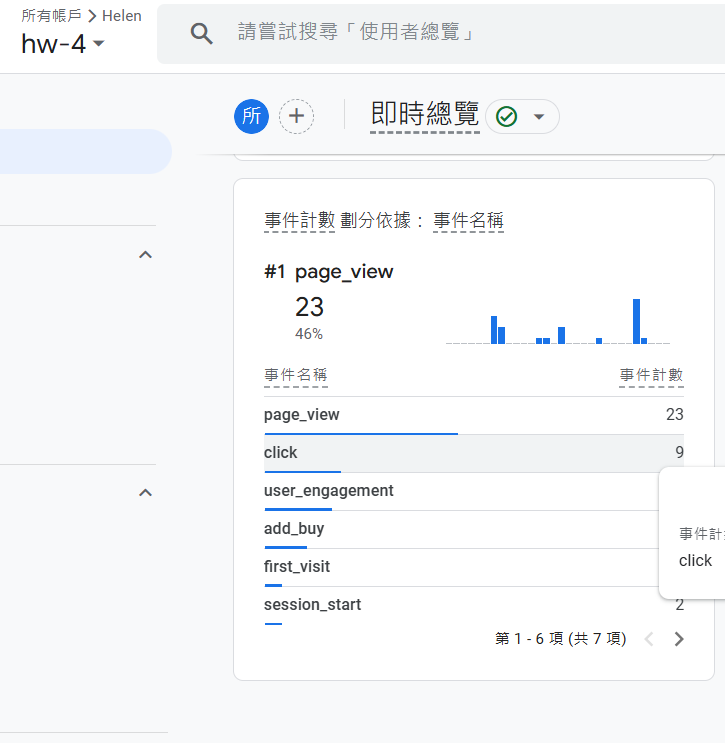 所有帳戶 > Helen
hw-4
請嘗試搜尋「使用者總覽」
所
即時總覽
事件計數 劃分依據： 事件名稱
#1 page_view
23
46%
事件名稱 事件計數
page_view 23
click 9
user_engagement
add_buy
事件計
first_visit
click
session_start 2
第 1 - 6 項 (共 7 項)